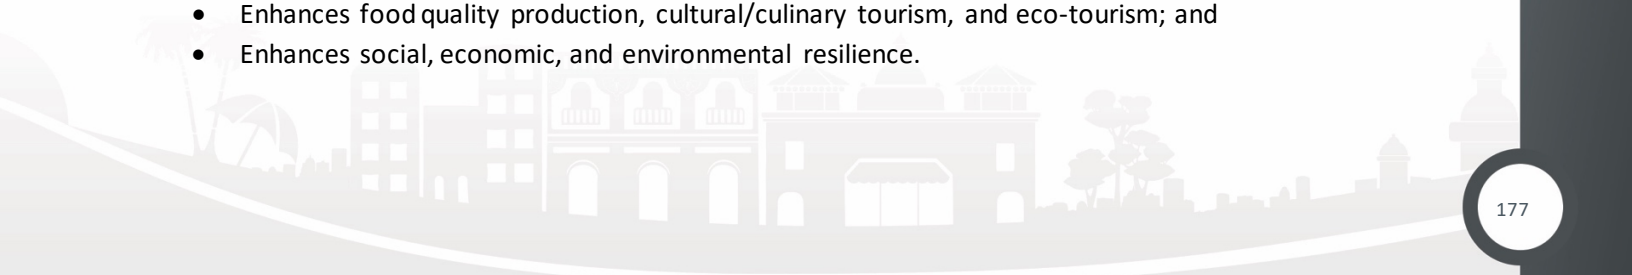 • Enhances food quality production, cultural/culinary tourism, and eco-tourism; and
• Enhances social, economic, and environmental resilience.
177